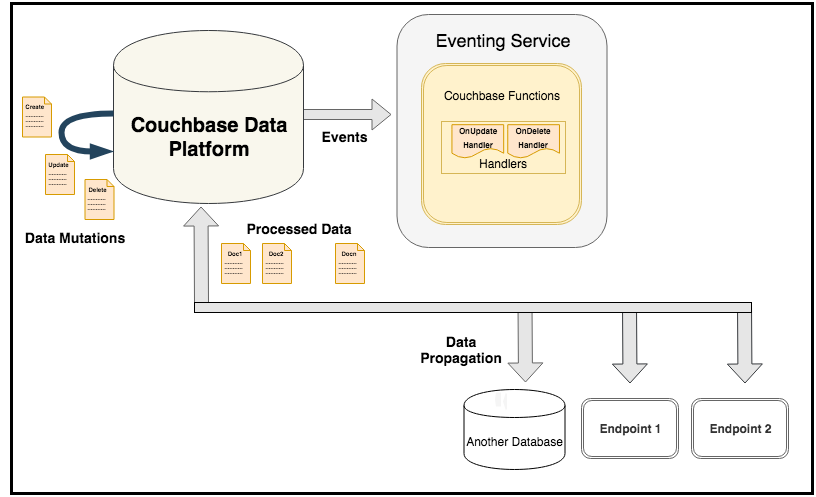 Eventing Service
Couchbase Functions
OnUpdate
Handler
OnDelete
Handler
Handlers
Couchbase Data
Platform
Events
Create
Update
Delete
Data Mutations
Processed Data
Doc1
Doc2
Docn
Data
Propagation
Another Database
Endpoint 1
Endpoint 2